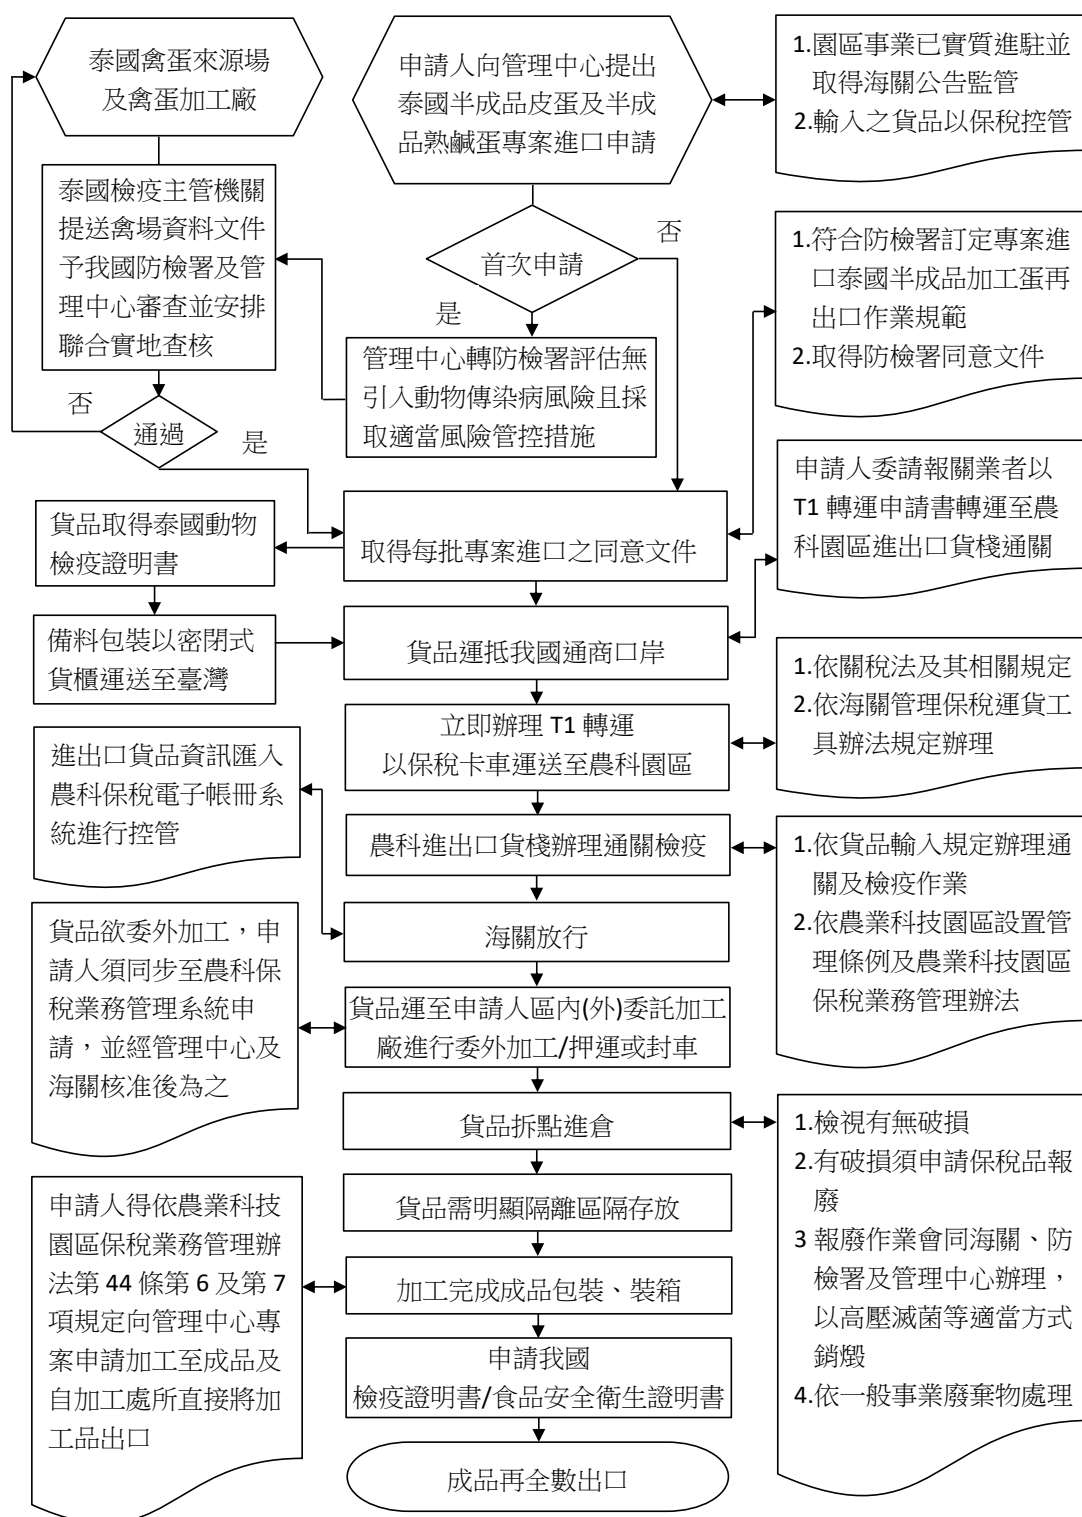 泰國禽蛋來源場
及禽蛋加工廠
申請人向管理中心提出
泰國半成品皮蛋及半成
品熟鹹蛋專案進口申請
1.園區事業已實質進駐並
取得海關公告監管
2.輸入之貨品以保稅控管
泰國檢疫主管機關
提送禽場資料文件
予我國防檢署及管
理中心審查並安排
聯合實地查核
首次申請
否
是
1.符合防檢署訂定專案進
口泰國半成品加工蛋再
出口作業規範
2.取得防檢署同意文件
管理中心轉防檢署評估無
引入動物傳染病風險且採
取適當風險管控措施
否
通過
是
申請人委請報關業者以
T1 轉運申請書轉運至農
科園區進出口貨棧通關
貨品取得泰國動物
檢疫證明書
取得每批專案進口之同意文件
備料包裝以密閉式
貨櫃運送至臺灣
貨品運抵我國通商口岸
1.依關稅法及其相關規定
2.依海關管理保稅運貨工
具辦法規定辦理
立即辦理 T1 轉運
以保稅卡車運送至農科園區
進出口貨品資訊匯入
農科保稅電子帳冊系
統進行控管
農科進出口貨棧辦理通關檢疫
1.依貨品輸入規定辦理通
關及檢疫作業
2.依農業科技園區設置管
理條例及農業科技園區
保稅業務管理辦法
海關放行
貨品欲委外加工，申
請人須同步至農科保
稅業務管理系統申
請，並經管理中心及
海關核准後為之
貨品運至申請人區內(外)委託加工
廠進行委外加工/押運或封車
貨品拆點進倉
1.檢視有無破損
2.有破損須申請保稅品報
廢
3 報廢作業會同海關、防
檢署及管理中心辦理，
以高壓滅菌等適當方式
銷燬
4.依一般事業廢棄物處理
貨品需明顯隔離區隔存放
申請人得依農業科技
園區保稅業務管理辦
法第 44 條第 6 及第 7
項規定向管理中心專
案申請加工至成品及
自加工處所直接將加
工品出口
加工完成成品包裝、裝箱
申請我國
檢疫證明書/食品安全衛生證明書
成品再全數出口